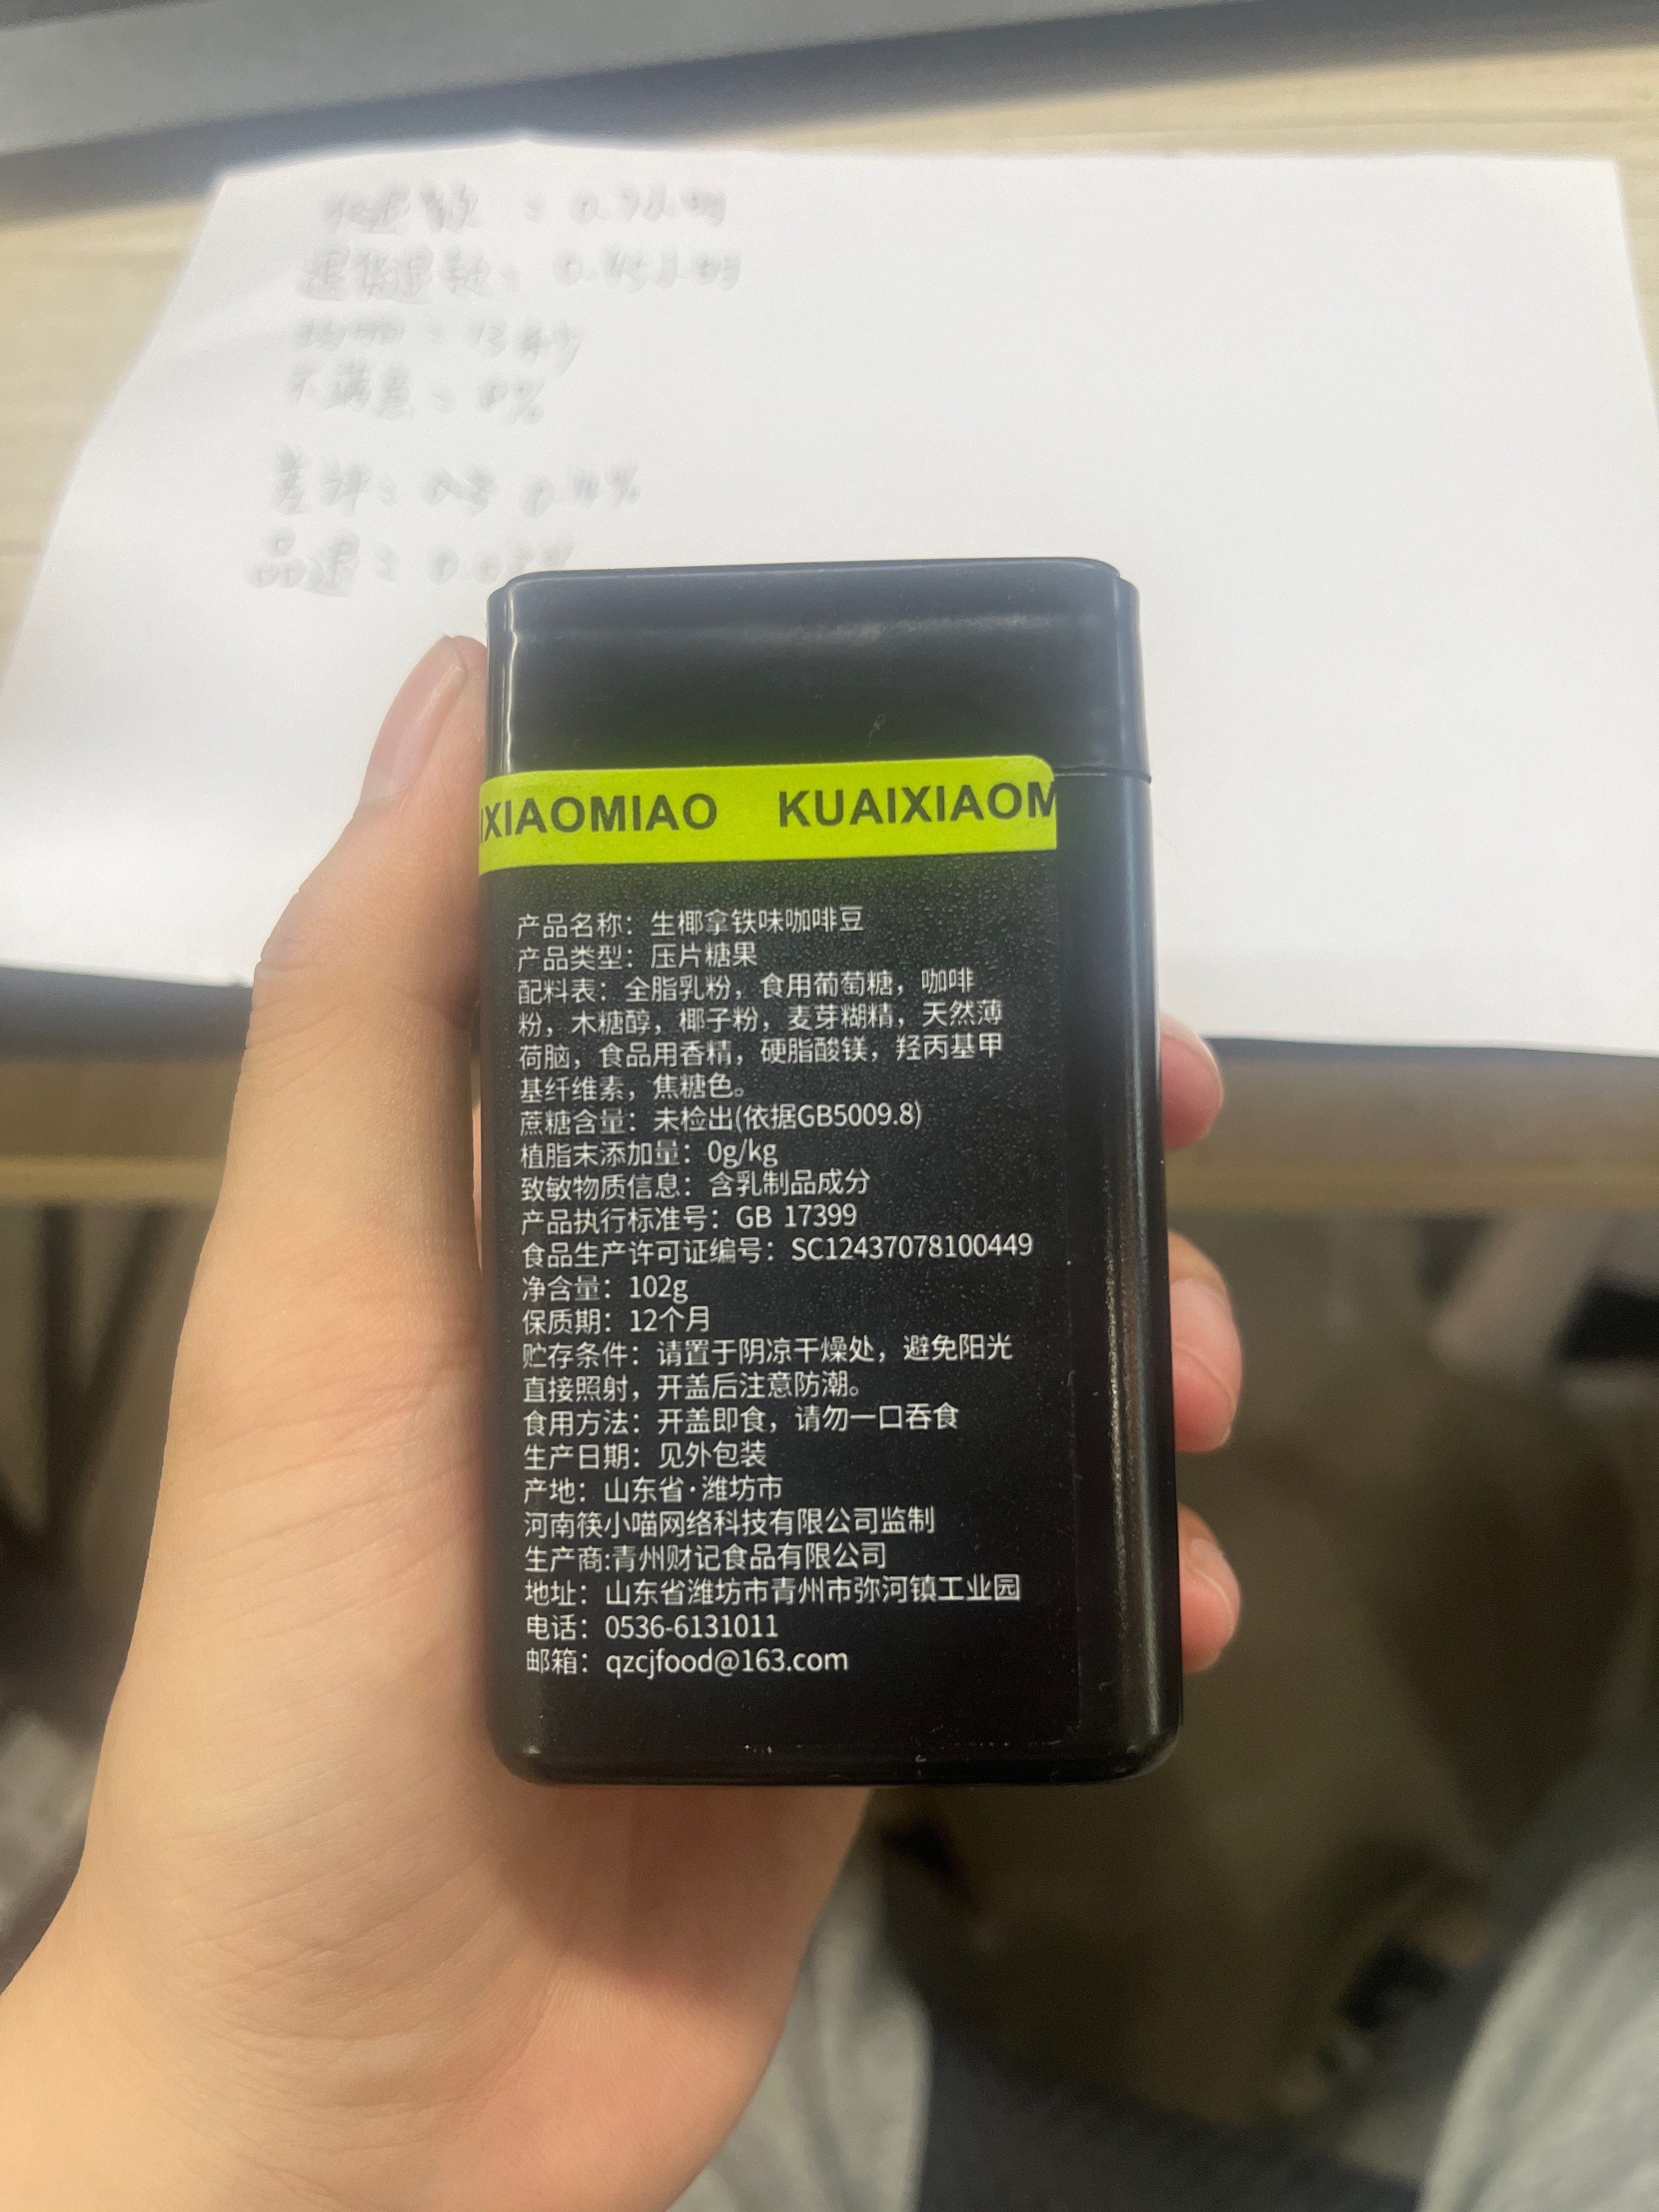 退货退款：
不满意：
差评：
品退：
IXIAOMIAO KUAIXIAOM
产品名称：生椰拿铁味咖啡豆
产品类型：压片糖果
配料表：全脂乳粉，食用葡萄糖，咖啡
粉，木糖醇，椰子粉，麦芽糊精，天然薄
荷脑，食品用香精，硬脂酸镁，羟丙基甲
基纤维素，焦糖色。
蔗糖含量：未检出(依据GB5009.8)
植脂末添加量：0g/kg
致敏物质信息：含乳制品成分
产品执行标准号：GB 17399
食品生产许可证编号：SC12437078100449
净含量：102g
保质期：12个月
贮存条件：请置于阴凉干燥处，避免阳光
直接照射，开盖后注意防潮。
食用方法：开盖即食，请勿一口吞食
生产日期：见外包装
产地：山东省·潍坊市
河南筷小喵网络科技有限公司监制
生产商:青州财记食品有限公司
地址：山东省潍坊市青州市弥河镇工业园
电话：0536-6131011
邮箱：qzcjfood@163.com